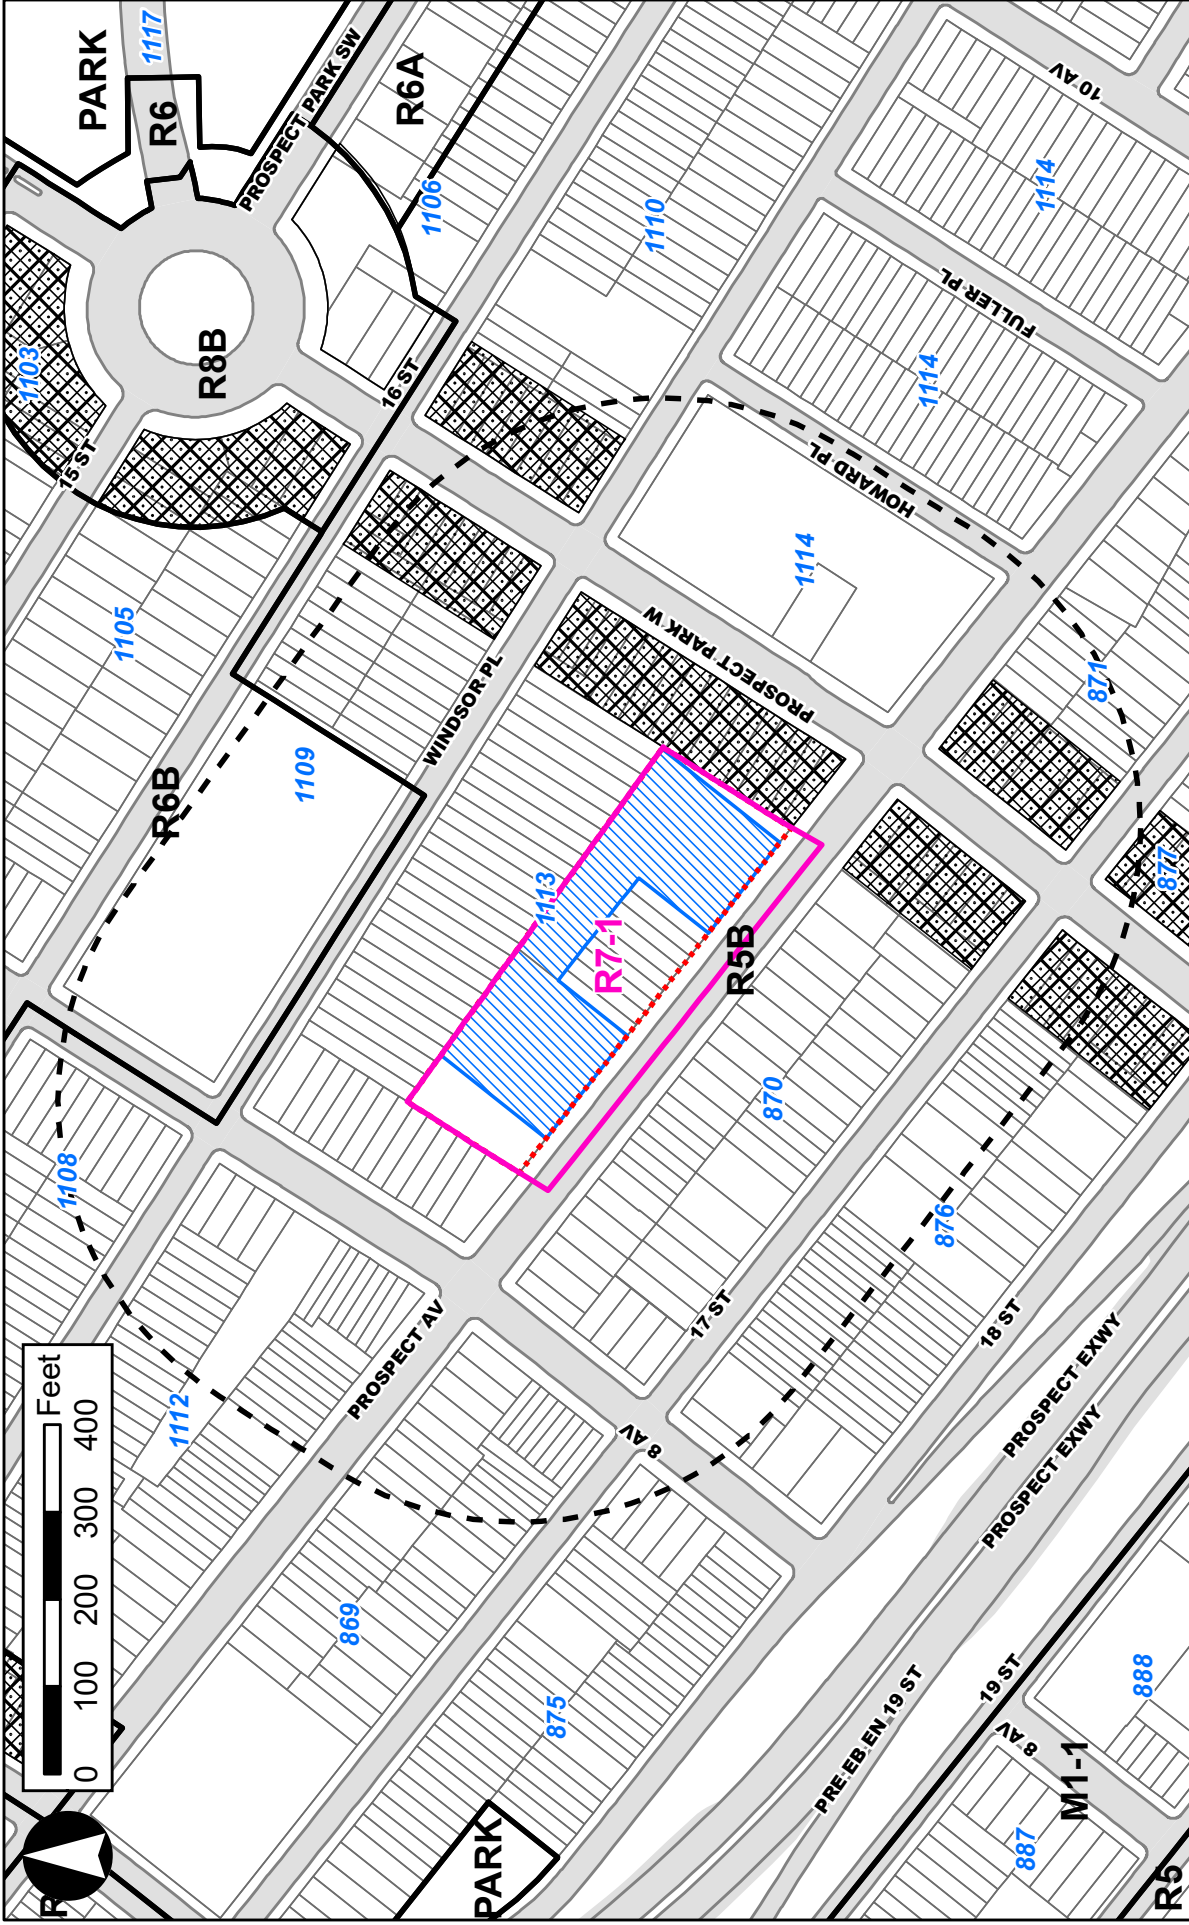 PARK
1117
R6
PROSPECT PARK SW
R6A
1106
1110
10 AV
1114
FULLER PL
1114
1103
R8B
16 ST
15 ST
HOWARD PL
1114
1105
PROSPECT PARK W
871
WINDSOR PL
1109
R6B
877
1113
R7-1
R5B
870
1108
876
17 ST
18 ST
PROSPECT AV
PROSPECT EXWY
PROSPECT EXWY
1112
8 AV
869
875
PRE EB EN 19 ST
19 ST
8 AV
888
M1-1
887
PARK
R5
R
Feet
0 100 200 300 400